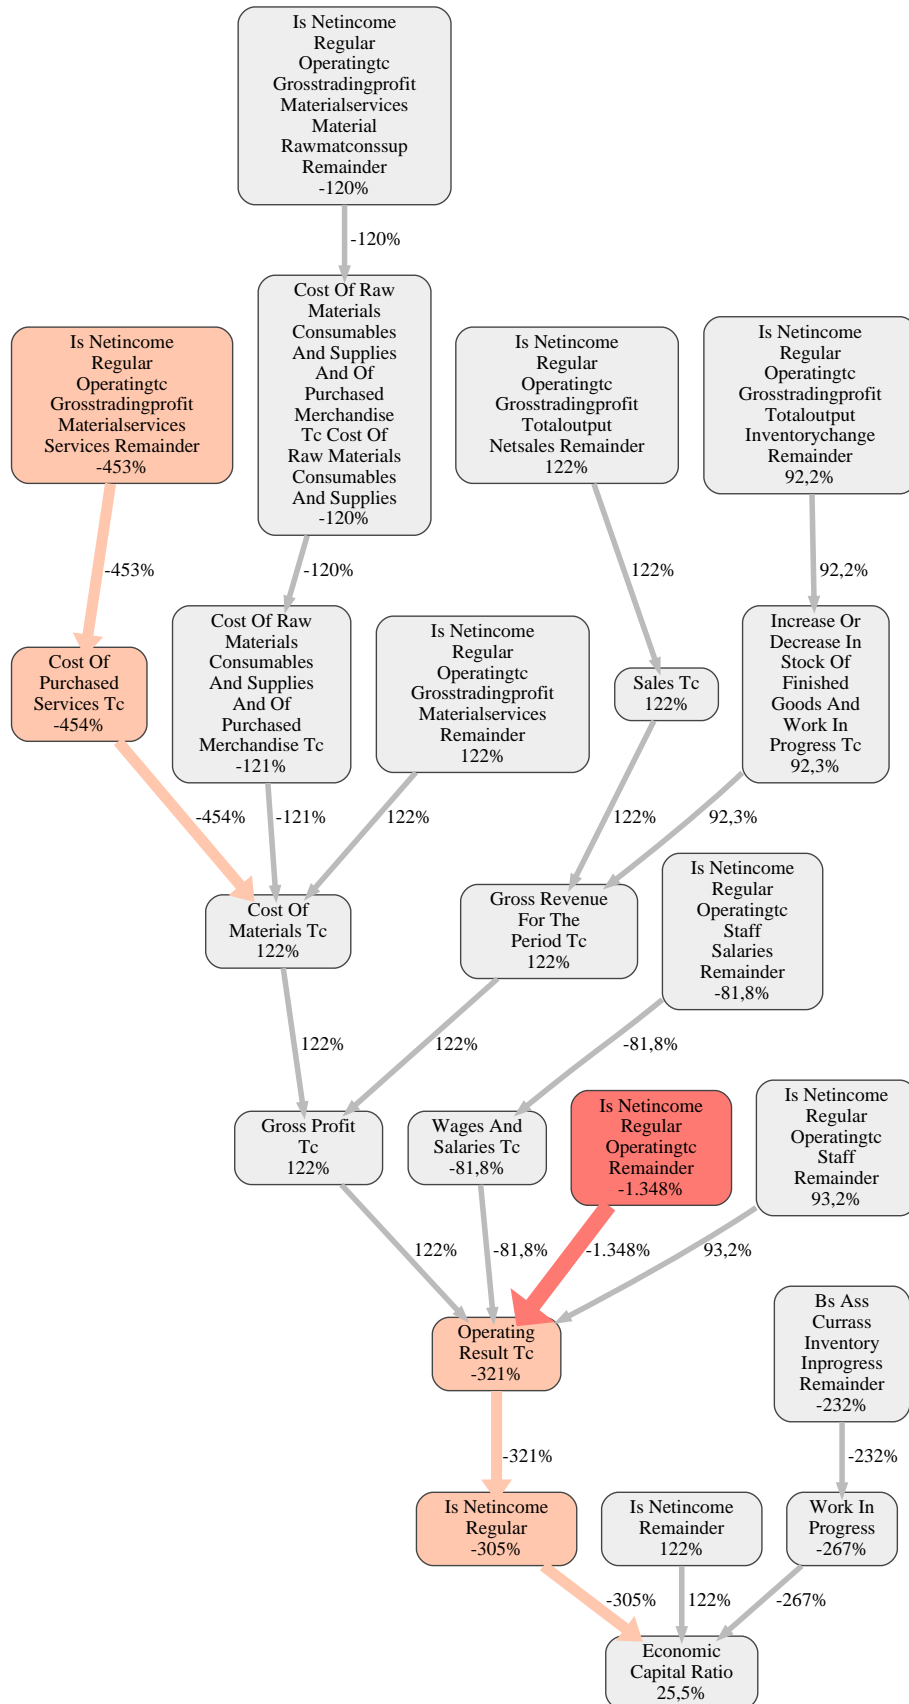 Is Netincome
Regular
Operatingtc
Grosstradingprofit
Materialservices
Material
Rawmatconssup
Remainder
-120%
-120%
Cost Of Raw
Materials
Consumables
And Supplies
And Of
Purchased
Merchandise
Tc Cost Of
Raw Materials
Consumables
And Supplies
-120%
Is Netincome
Regular
Operatingtc
Grosstradingprofit
Materialservices
Services Remainder
-453%
Is Netincome
Regular
Operatingtc
Grosstradingprofit
Totaloutput
Netsales Remainder
122%
Is Netincome
Regular
Operatingtc
Grosstradingprofit
Totaloutput
Inventorychange
Remainder
92,2%
-453%
-120%
122%
92,2%
Cost Of
Purchased
Services Tc
-454%
Cost Of Raw
Materials
Consumables
And Supplies
And Of
Purchased
Merchandise Tc
-121%
Is Netincome
Regular
Operatingtc
Grosstradingprofit
Materialservices
Remainder
122%
Sales Tc
122%
Increase Or
Decrease In
Stock Of
Finished
Goods And
Work In
Progress Tc
92,3%
-454%
-121%
122%
122%
92,3%
Cost Of
Materials Tc
122%
Gross Revenue
For The
Period Tc
122%
Is Netincome
Regular
Operatingtc
Staff
Salaries
Remainder
-81,8%
122%
122%
-81,8%
Gross Profit
Tc
122%
Wages And
Salaries Tc
-81,8%
Is Netincome
Regular
Operatingtc
Remainder
-1.348%
Is Netincome
Regular
Operatingtc
Staff
Remainder
93,2%
122%
-81,8%
-1.348%
93,2%
Operating
Result Tc
-321%
Bs Ass
Currass
Inventory
Inprogress
Remainder
-232%
-321%
-232%
Is Netincome
Regular
-305%
Is Netincome
Remainder
122%
Work In
Progress
-267%
-305%
122%
-267%
Economic
Capital Ratio
25,5%